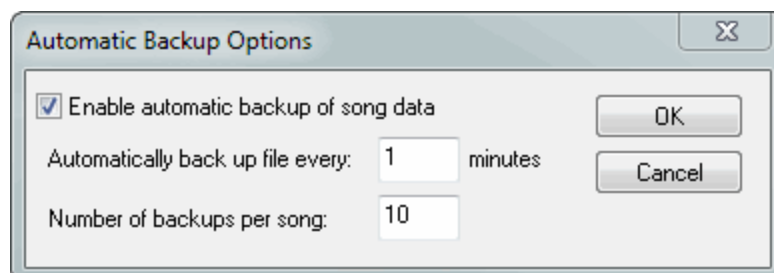 Automatic Backup Options
Enable automatic backup of song data
OK
Automatically back up file every: 1 minutes
Cancel
Number of backups per song: 10